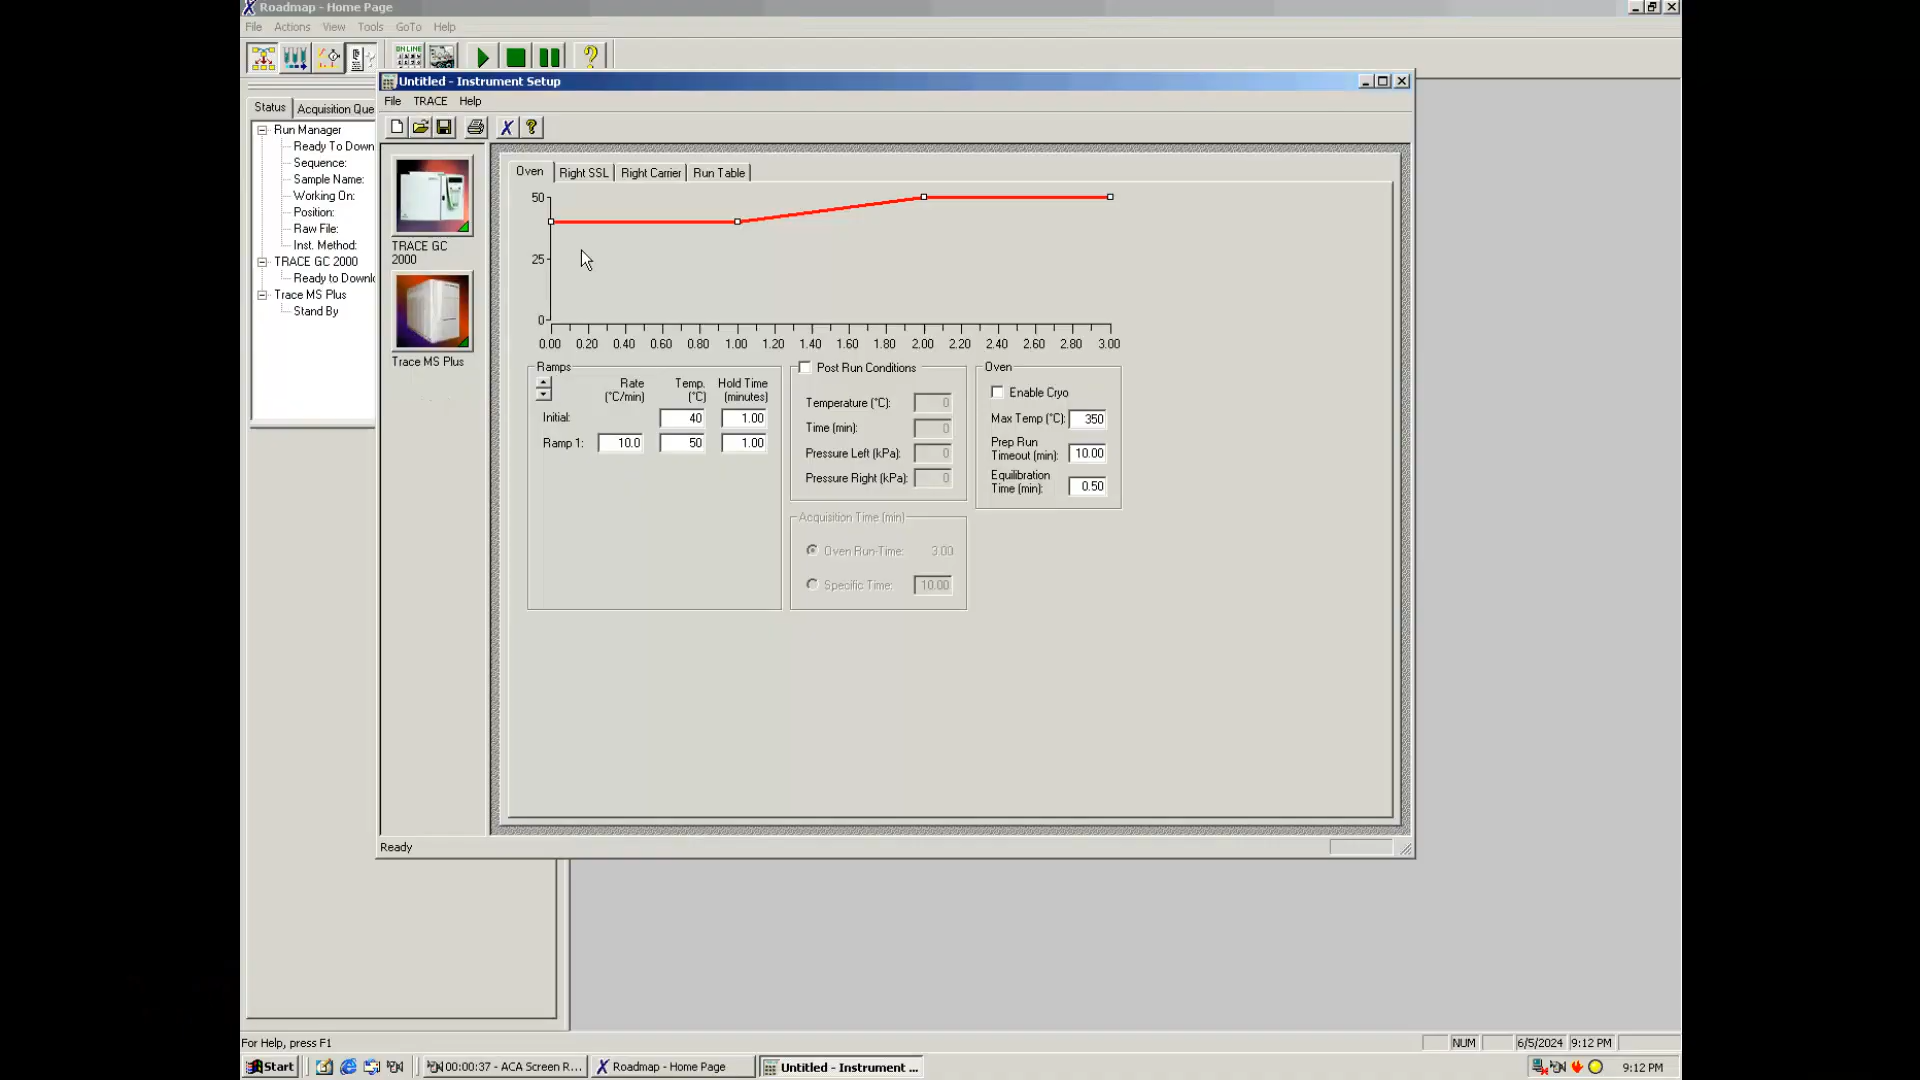 Roadmap - Home Page
File Actions View Tools GoTo Help
ON LINE
Untitled - Instrument Setup
File TRACE Help
Status Acquisition Que
Run Manager
Ready To Down
Sequence:
Sample Name:
Working On:
Position:
Raw File:
Inst. Method:
TRACE GC 2000
Ready to Downlo
Trace MS Plus
Stand By
TRACE GC
2000
Trace MS Plus
Oven Right SSL Right Carrier Run Table
50
25
0
0.00 0.20 0.40 0.60 0.80 1.00 1.20 1.40 1.60 1.80 2.00 2.20 2.40 2.60 2.80 3.00
Ramps
Rate Temp. Hold Time
(°C/min) (°C) (minutes)
Initial: 40 1.00
Ramp 1: 10.0 50 1.00
Post Run Conditions
Temperature (°C): 0
Time (min): 0
Pressure Left (kPa): 0
Pressure Right (kPa): 0
Acquisition Time (min)
Oven Run-Time: 3.00
Specific Time: 10.00
Oven
Enable Cryo
Max Temp (°C): 350
Prep Run
Timeout (min): 10.00
Equilibration
Time (min): 0.50
Ready
For Help, press F1
NUM 6/5/2024 9:12 PM
Start 00:00:37 - ACA Screen R... Roadmap - Home Page Untitled - Instrument ... 9:12 PM